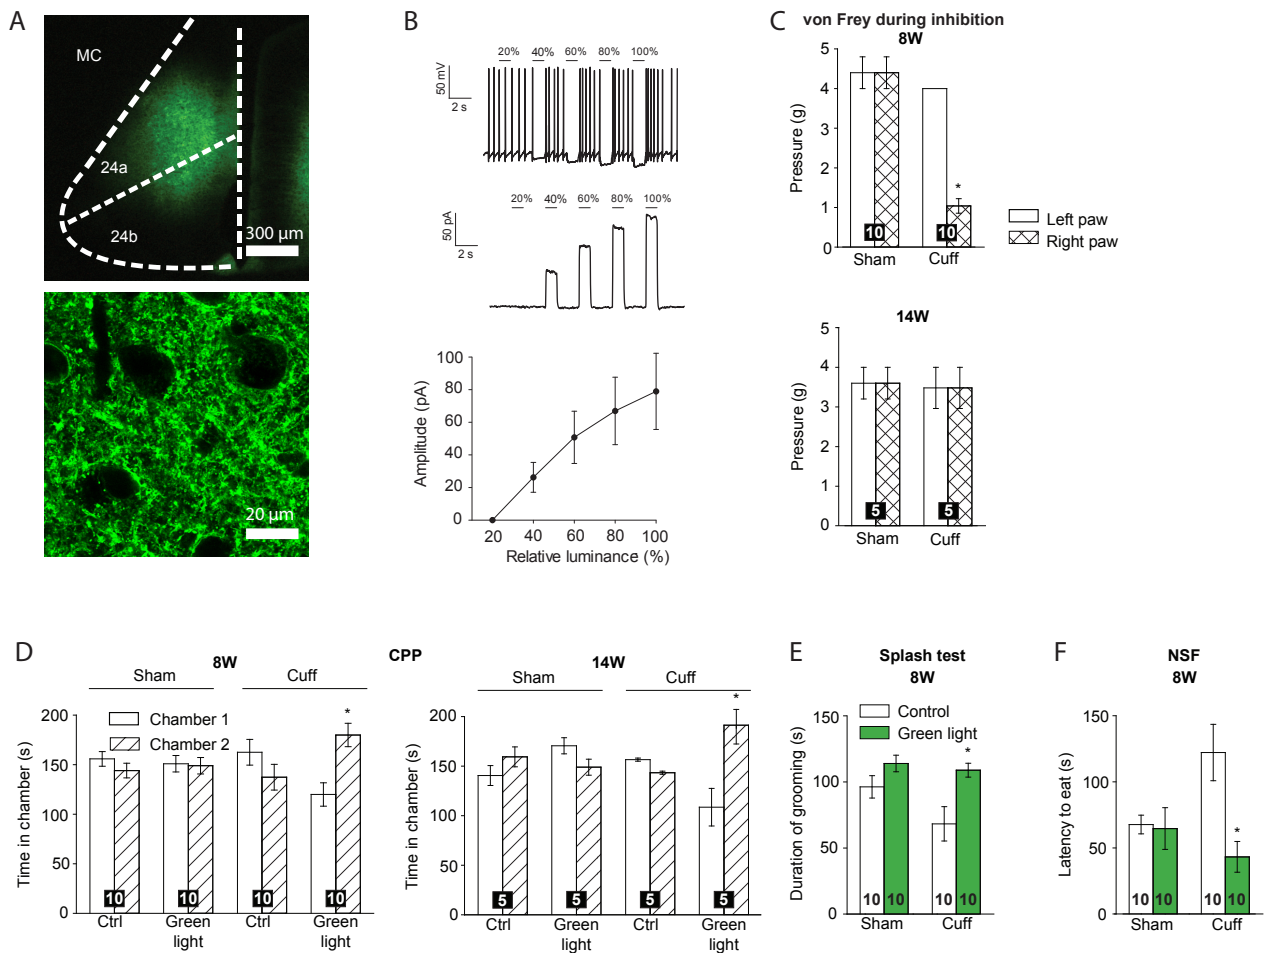 A
MC
24a
24b
300 µm
20 µm
B
20% 40% 60% 80% 100%
50 mV
2 s
20% 40% 60% 80% 100%
50 pA
2 s
100
80
60
40
20
0
Amplitude (pA)
20 40 60 80 100
Relative luminance (%)
C
von Frey during inhibition
8W
5
4
3
2
1
0
Pressure (g)
*
10 10
Sham Cuff
Left paw
Right paw
14W
5
4
3
2
1
0
Pressure (g)
5 5
Sham Cuff
D
8W
Sham Cuff
200
150
100
50
0
Time in chamber (s)
Chamber 1
Chamber 2
*
10 10 10 10
Ctrl Green light Ctrl Green light
CPP
14W
Sham Cuff
200
150
100
50
0
Time in chamber (s)
*
5 5 5 5
Ctrl Green light Ctrl Green light
E
Splash test
8W
Control
Green light
150
100
50
0
Duration of grooming (s)
*
10 10 10 10
Sham Cuff
F
NSF
8W
150
100
50
0
Latency to eat (s)
*
10 10 10 10
Sham Cuff